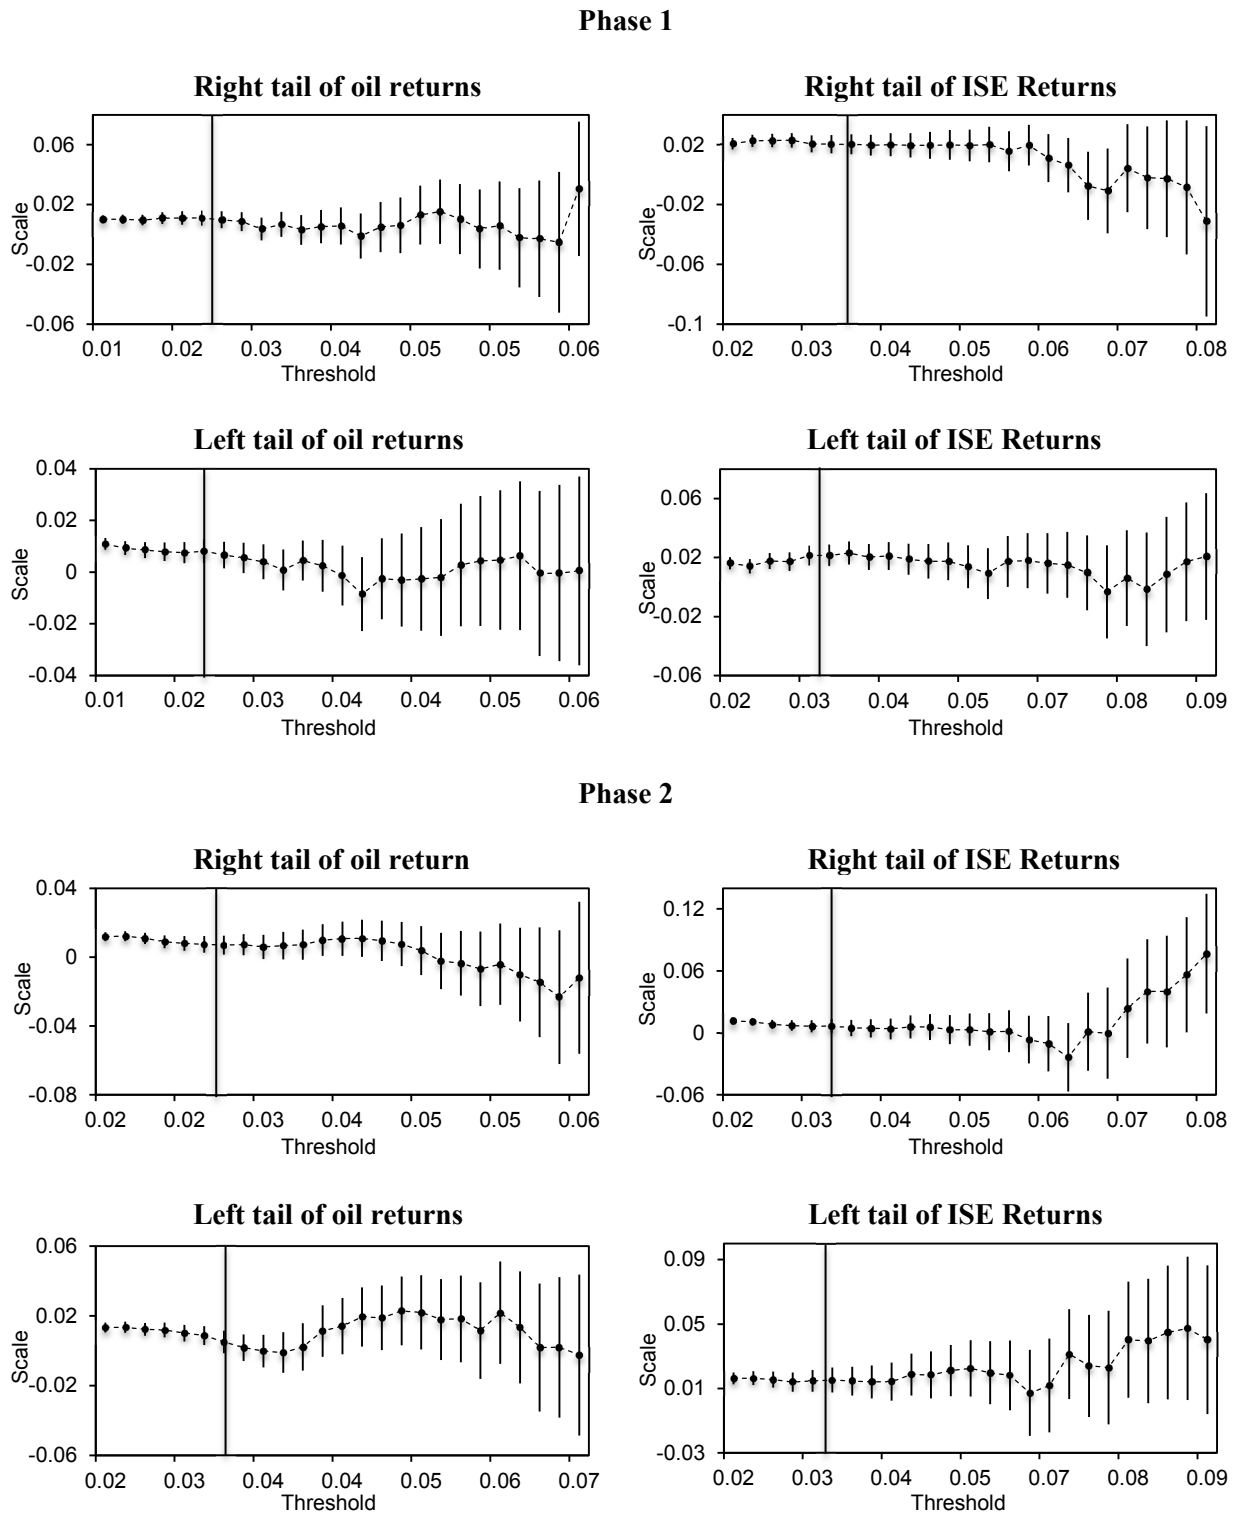 Phase 1
Right tail of oil returns
0.06
0.02
-0.02
-0.06
Scale
0.01 0.02 0.03 0.04 0.05 0.05 0.06
Threshold
Right tail of ISE Returns
0.02
-0.02
-0.06
-0.1
Scale
0.02 0.03 0.04 0.05 0.06 0.07 0.08
Threshold
Left tail of oil returns
0.04
0.02
0
-0.02
-0.04
Scale
0.01 0.02 0.03 0.04 0.05 0.05 0.06
Threshold
Left tail of ISE Returns
0.06
0.02
-0.02
-0.06
Scale
0.02 0.03 0.04 0.05 0.07 0.08 0.09
Threshold
Phase 2
Right tail of oil return
0.04
0
-0.04
-0.08
Scale
0.02 0.02 0.03 0.04 0.05 0.05 0.06
Threshold
Right tail of ISE Returns
0.12
0.06
0
-0.06
Scale
0.02 0.03 0.04 0.05 0.06 0.07 0.08
Threshold
Left tail of oil returns
0.06
0.02
-0.02
-0.06
Scale
0.02 0.03 0.04 0.04 0.05 0.06 0.07
Threshold
Left tail of ISE Returns
0.09
0.05
0.01
-0.03
Scale
0.02 0.03 0.04 0.06 0.07 0.08 0.09
Threshold